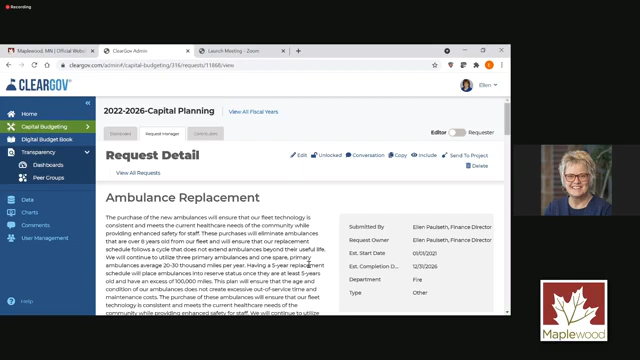 Recording
Maplewood, MN | Official Websit
ClearGov Admin
Launch Meeting - Zoom
cleargov.com/admin#/capital-budgeting/316/requests/11868/view
CLEARGOV
Ellen
Home
Capital Budgeting
Digital Budget Book
Transparency
Dashboards
Peer Groups
Data
Charts
Comments
User Management
Help
2022-2026-Capital Planning
View All Fiscal Years
Dashboard
Request Manager
Contributors
Editor
Requester
Request Detail
Edit
Unlocked
Conversation
Copy
Include
Send To Project
Delete
View All Requests
Ambulance Replacement
The purchase of the new ambulances will ensure that our fleet technology is
consistent and meets the current healthcare needs of the community while
providing enhanced safety for staff. These purchases will eliminate ambulances
that are over 8 years old from our fleet and will ensure that our replacement
schedule follows a cycle that does not extend ambulances beyond their useful life.
We will continue to utilize three primary ambulances and one spare, primary
ambulances average 20-30 thousand miles per year. Having a 5-year replacement
schedule will place ambulances into reserve status once they are at least 5-years
old and have an excess of 100,000 miles. This plan will ensure that the age and
condition of our ambulances does not create excessive out-of-service time and
maintenance costs. The purchase of these ambulances will ensure that our fleet
technology is consistent and meets the current healthcare needs of the community
while providing enhanced safety for staff. We will continue to utilize
Submitted By
Ellen Paulseth, Finance Director
Request Owner
Ellen Paulseth, Finance Director
Est. Start Date
01/01/2021
Est. Completion D...
12/31/2026
Department
Fire
Type
Other
Maplewood